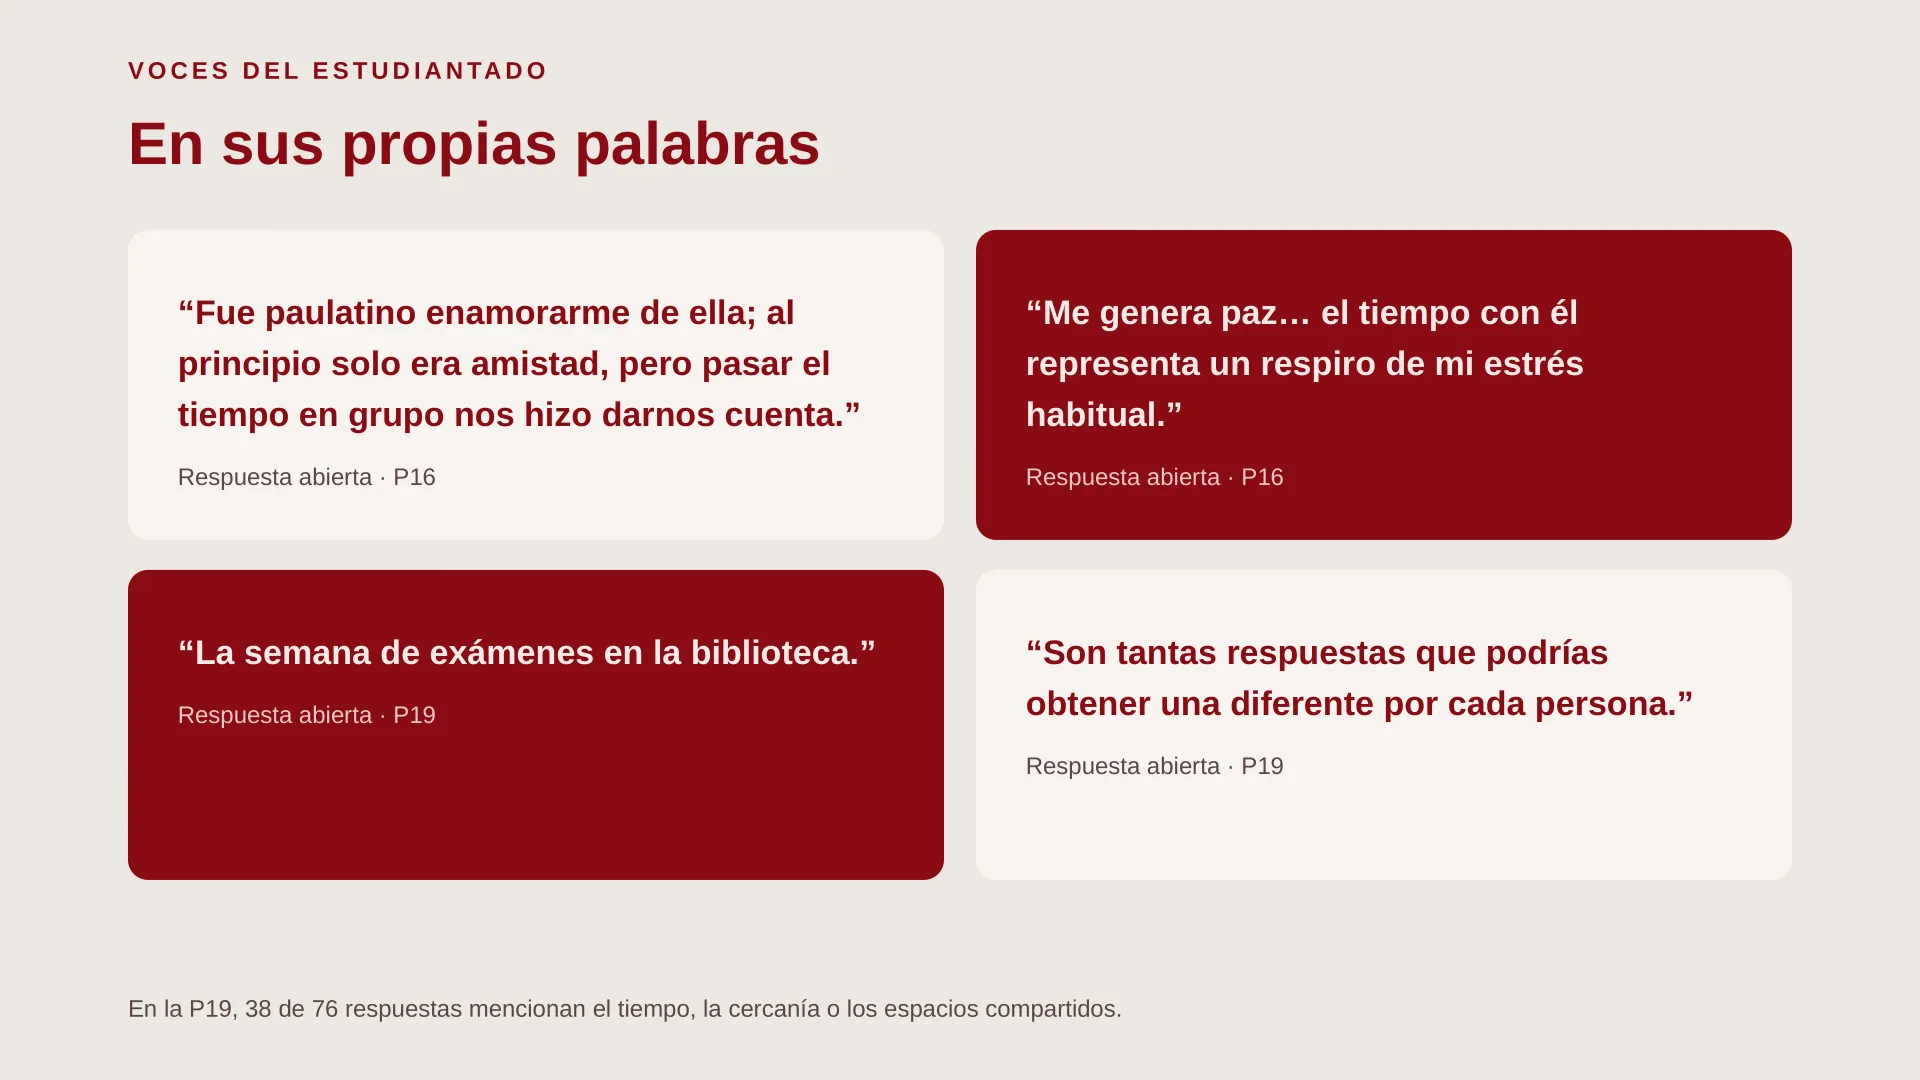 VOCES DEL ESTUDIANTADO
En sus propias palabras
“Fue paulatino enamorarme de ella; al
principio solo era amistad, pero pasar el
tiempo en grupo nos hizo darnos cuenta.”
Respuesta abierta · P16
“Me genera paz… el tiempo con él
representa un respiro de mi estrés
habitual.”
Respuesta abierta · P16
“La semana de exámenes en la biblioteca.”
Respuesta abierta · P19
“Son tantas respuestas que podrías
obtener una diferente por cada persona.”
Respuesta abierta · P19
En la P19, 38 de 76 respuestas mencionan el tiempo, la cercanía o los espacios compartidos.